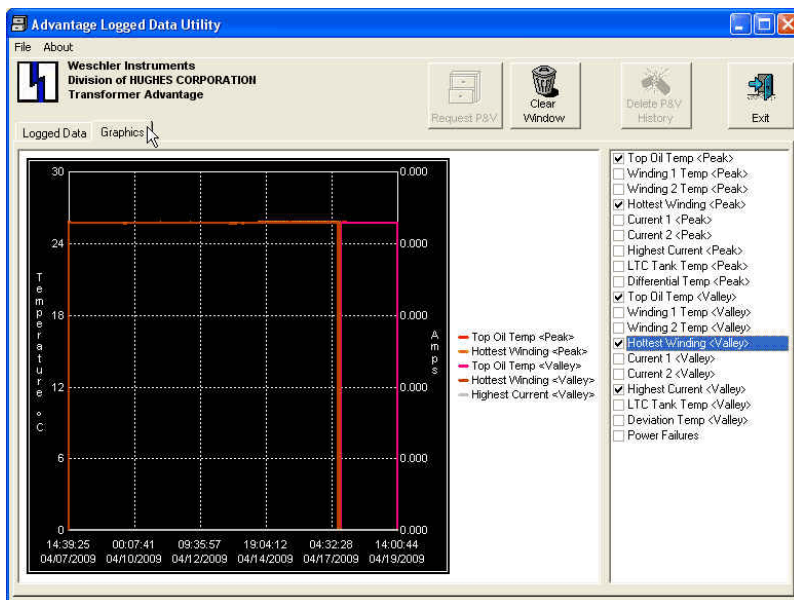 Advantage Logged Data Utility
File About
Weschler Instruments
Division of HUGHES CORPORATION
Transformer Advantage
Request P&V
Clear
Window
Delete P&V
History
Exit
Logged Data Graphics
30
24
18
12
6
0
Temperature °C
0.000
0.000
0.000
0.000
0.000
0.000
Amps
14:39:25 00:07:41 09:35:57 19:04:12 04:32:28 14:00:44
04/07/2009 04/10/2009 04/12/2009 04/14/2009 04/17/2009 04/19/2009
Top Oil Temp <Peak>
Hottest Winding <Peak>
Top Oil Temp <Valley>
Hottest Winding <Valley>
Highest Current <Valley>
Top Oil Temp <Peak>
Winding 1 Temp <Peak>
Winding 2 Temp <Peak>
Hottest Winding <Peak>
Current 1 <Peak>
Current 2 <Peak>
Highest Current <Peak>
LTC Tank Temp <Peak>
Differential Temp <Peak>
Top Oil Temp <Valley>
Winding 1 Temp <Valley>
Winding 2 Temp <Valley>
Hottest Winding <Valley>
Current 1 <Valley>
Current 2 <Valley>
Highest Current <Valley>
LTC Tank Temp <Valley>
Deviation Temp <Valley>
Power Failures